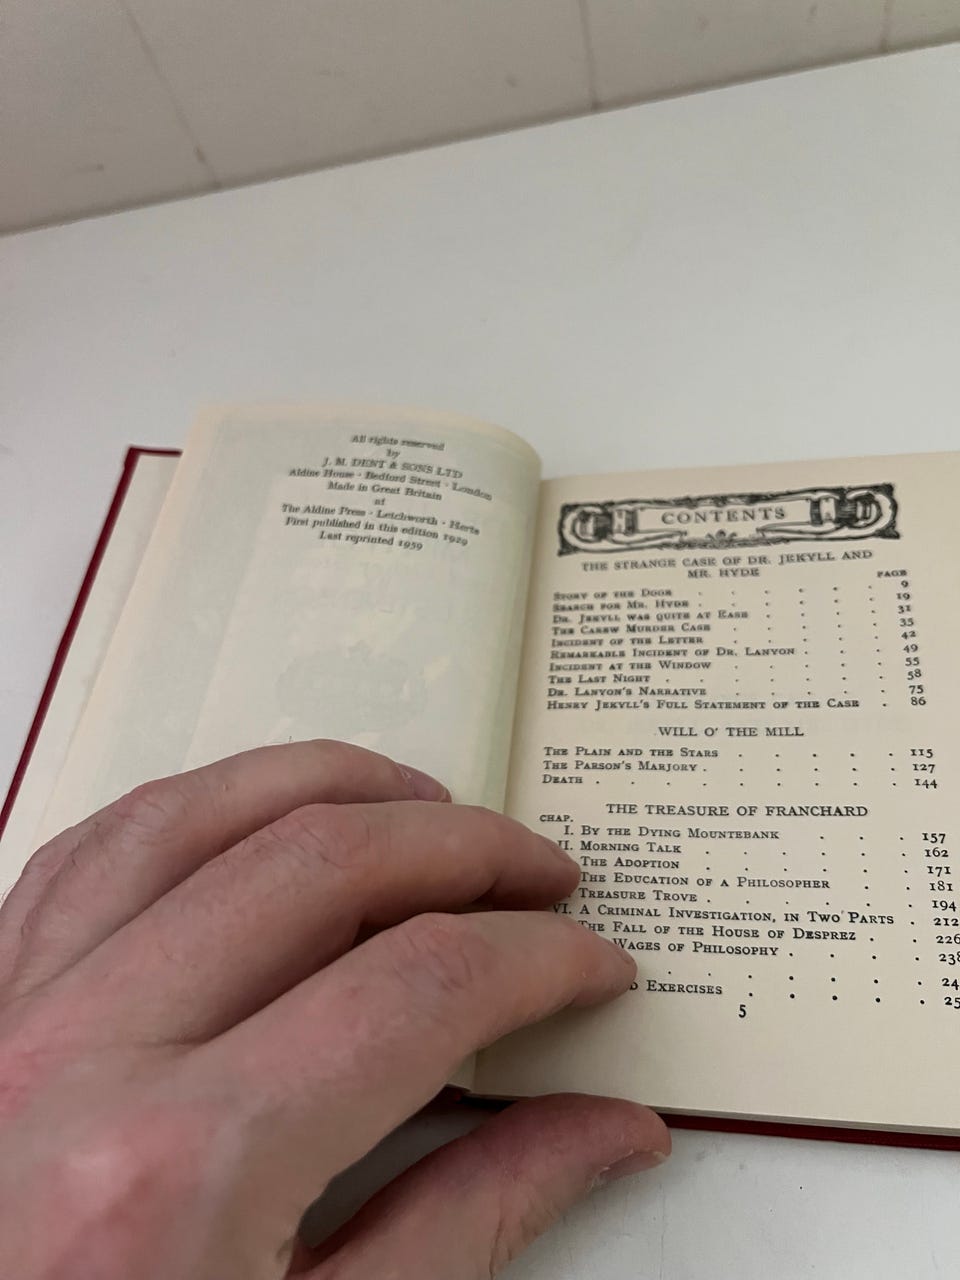 All rights reserved
by
J. M. DENT & SONS LTD
Aldine House · Bedford Street · London
Made in Great Britain
at
The Aldine Press · Letchworth · Herts
First published in this edition 1929
Last reprinted 1959
CONTENTS
THE STRANGE CASE OF DR. JEKYLL AND
MR. HYDE
PAGE
Story of the Door . . . . . 9
Search for Mr. Hyde . . . . . 19
Dr. Jekyll was quite at Ease . . . 31
The Carew Murder Case . . . . 35
Incident of the Letter . . . . 42
Remarkable Incident of Dr. Lanyon . . 49
Incident at the Window . . . . 55
The Last Night . . . . . 58
Dr. Lanyon's Narrative . . . . 75
Henry Jekyll's Full Statement of the Case . 86
WILL O' THE MILL
The Plain and the Stars . . . . 115
The Parson's Marjory . . . . . 127
Death . . . . . . . 144
THE TREASURE OF FRANCHARD
CHAP.
I. By the Dying Mountebank . . . 157
II. Morning Talk . . . . . 162
The Adoption . . . . . 171
The Education of a Philosopher . . 181
Treasure Trove . . . . . 194
VI. A Criminal Investigation, in Two Parts . 212
The Fall of the House of Desprez . . 226
Wages of Philosophy . . . . 238
. . . . . . 24
Exercises . . . . . 25
5